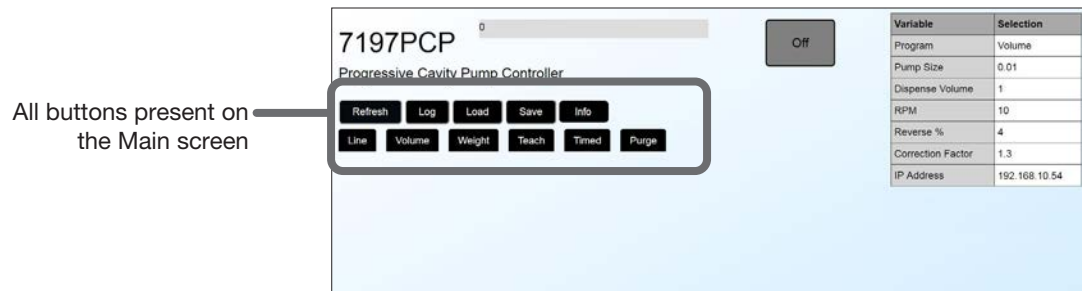 All buttons present on
the Main screen
7197PCP
0
Progressive Cavity Pump Controller
Refresh Log Load Save Info
Line Volume Weight Teach Timed Purge
Off
Variable Selection
Program Volume
Pump Size 0.01
Dispense Volume 1
RPM 10
Reverse % 4
Correction Factor 1.3
IP Address 192.168.10.54